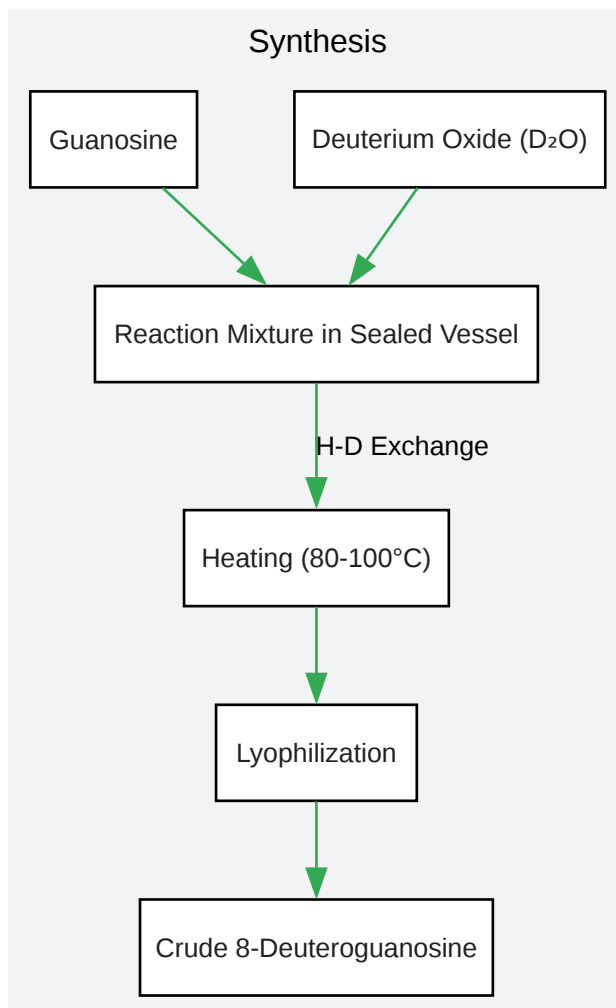 Synthesis
Guanosine
Deuterium Oxide (D₂O)
Reaction Mixture in Sealed Vessel
H-D Exchange
Heating (80-100°C)
Lyophilization
Crude 8-Deuteroguanosine